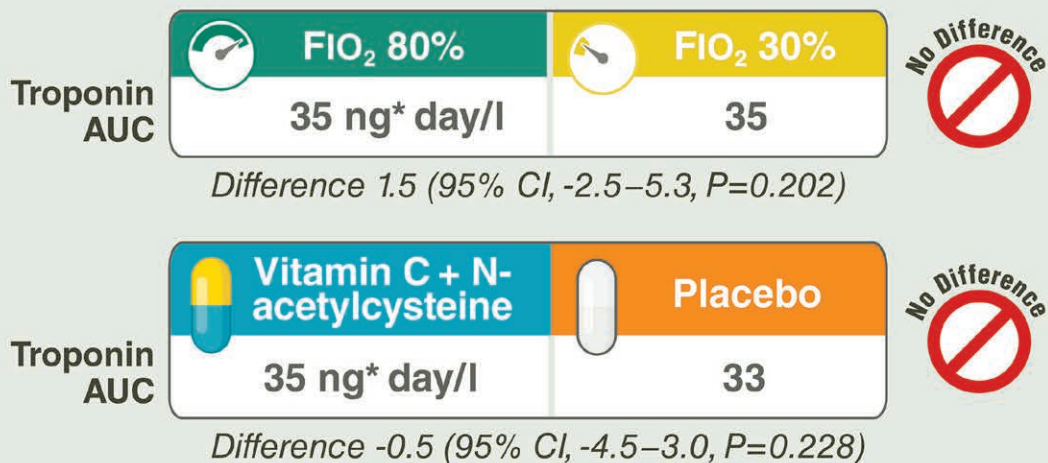 FIO₂ 80%
FIO₂ 30%
No Difference
Troponin
AUC
35 ng* day/l
35
Difference 1.5 (95% CI, -2.5–5.3, P=0.202)
Vitamin C + N-
acetylcysteine
Placebo
No Difference
Troponin
AUC
35 ng* day/l
33
Difference -0.5 (95% CI, -4.5–3.0, P=0.228)